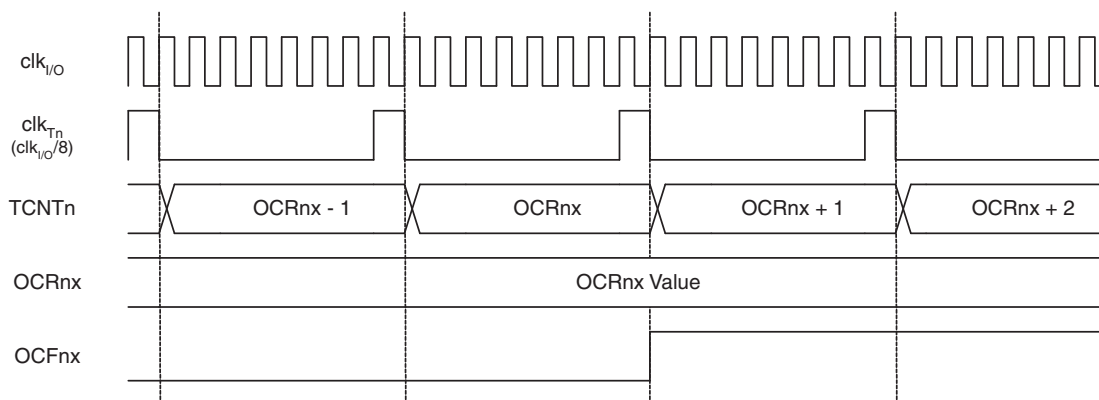 clkI/O
clkTn
(clkI/O/8)
TCNTn
OCRnx - 1
OCRnx
OCRnx + 1
OCRnx + 2
OCRnx
OCRnx Value
OCFnx